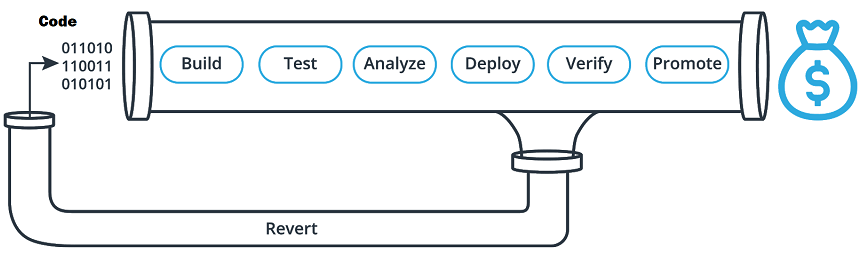 Code
011010
110011
010101
Build
Test
Analyze
Deploy
Verify
Promote
$
Revert